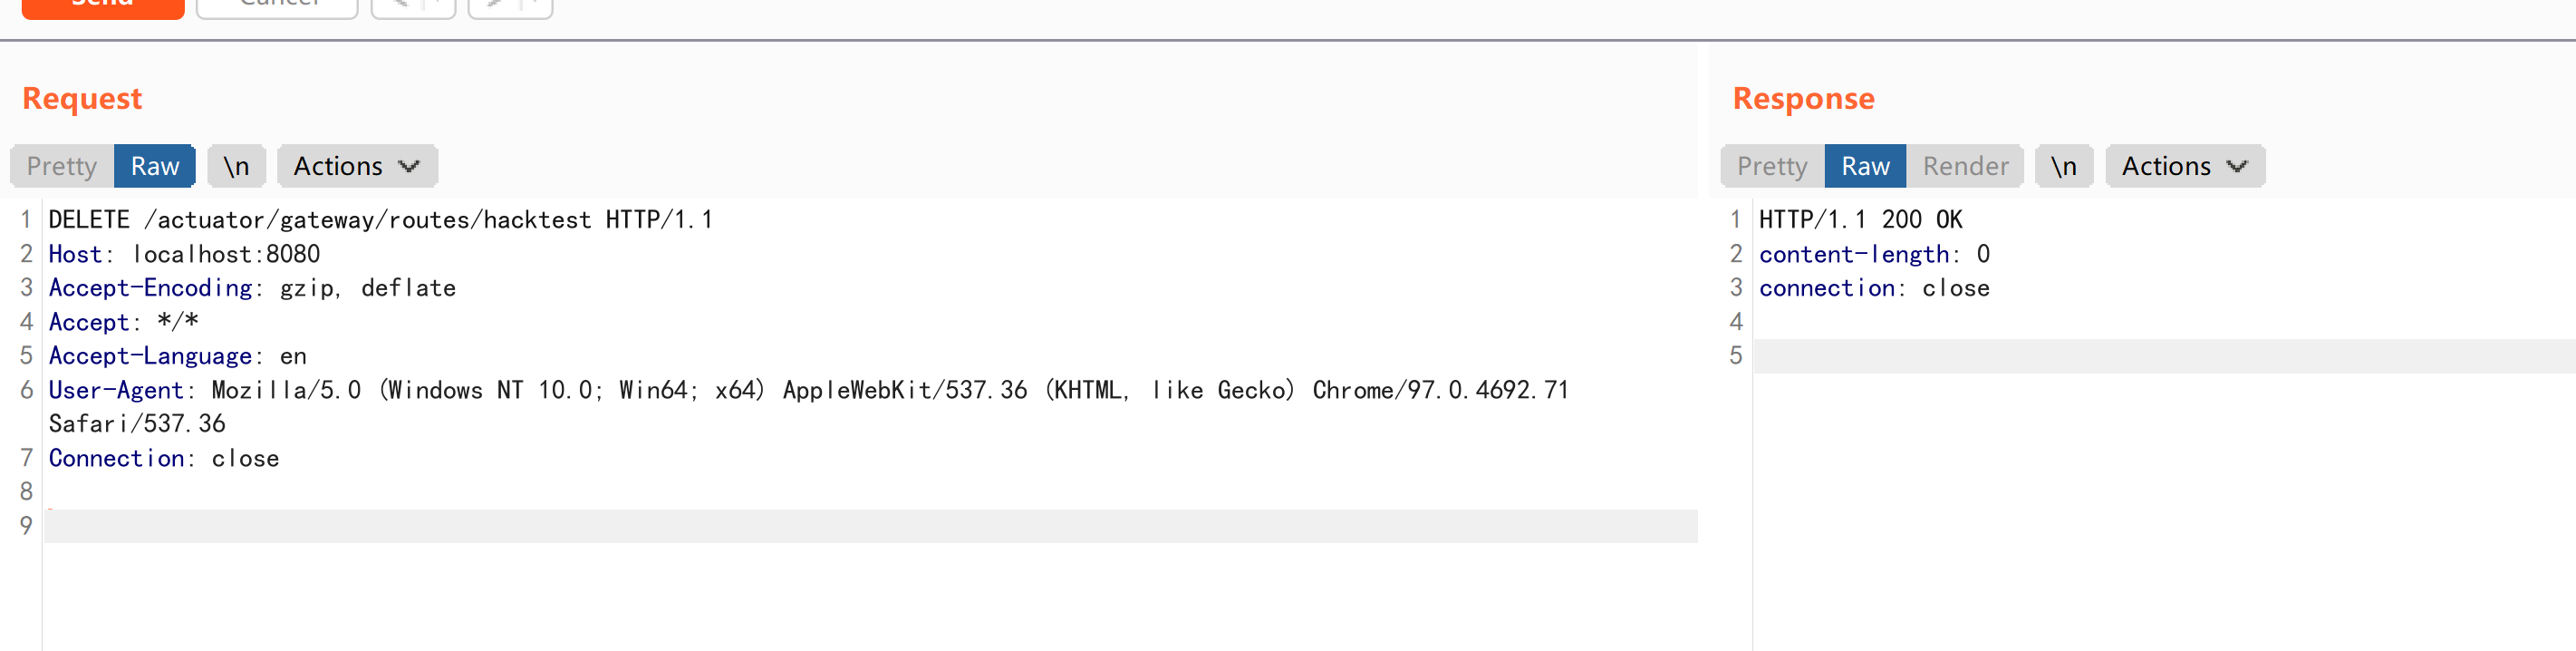 Send Cancel
Request
Pretty Raw \n Actions
1 DELETE /actuator/gateway/routes/hacktest HTTP/1.1
2 Host: localhost:8080
3 Accept-Encoding: gzip, deflate
4 Accept: */*
5 Accept-Language: en
6 User-Agent: Mozilla/5.0 (Windows NT 10.0; Win64; x64) AppleWebKit/537.36 (KHTML, like Gecko) Chrome/97.0.4692.71
Safari/537.36
7 Connection: close
8
9
Response
Pretty Raw Render \n Actions
1 HTTP/1.1 200 OK
2 content-length: 0
3 connection: close
4
5